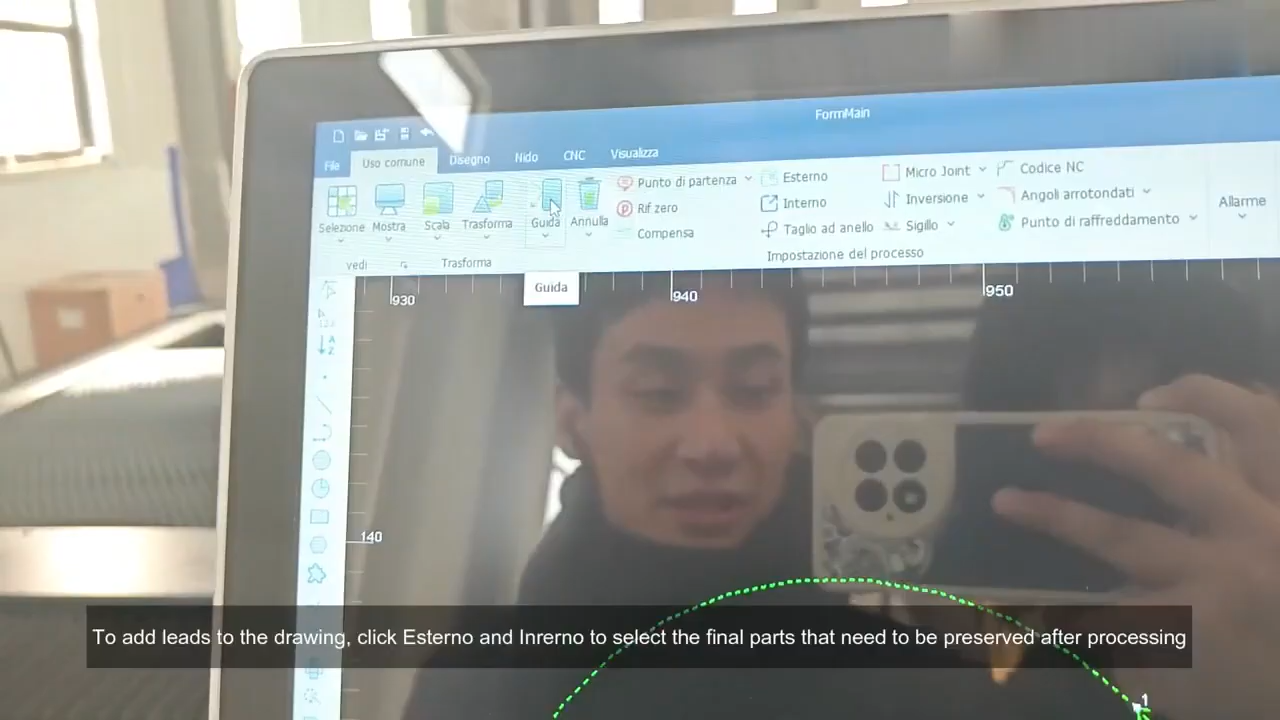 FormMain
File Uso comune Disegno Nido CNC Visualizza
Selezione Mostra Scala Trasforma Guida Annulla
Punto di partenza
Rif zero
Compensa
Esterno
Interno
Taglio ad anello
Micro Joint
Inversione
Sigillo
Codice NC
Angoli arrotondati
Punto di raffreddamento
Allarme
vedi Trasforma Impostazione del processo
Guida
930 940 950
140
To add leads to the drawing, click Esterno and Inrerno to select the final parts that need to be preserved after processing
1